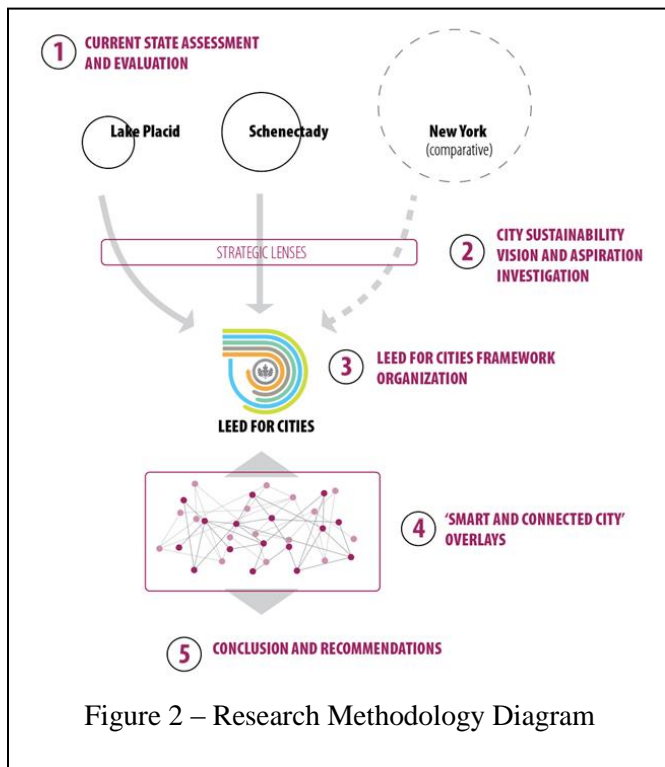 1 CURRENT STATE ASSESSMENT
AND EVALUATION
Lake Placid
Schenectady
New York
(comparative)
STRATEGIC LENSES
2 CITY SUSTAINABILITY
VISION AND ASPIRATION
INVESTIGATION
3 LEED FOR CITIES FRAMEWORK
ORGANIZATION
LEED FOR CITIES
4 'SMART AND CONNECTED CITY'
OVERLAYS
5 CONCLUSION AND RECOMMENDATIONS
Figure 2 – Research Methodology Diagram